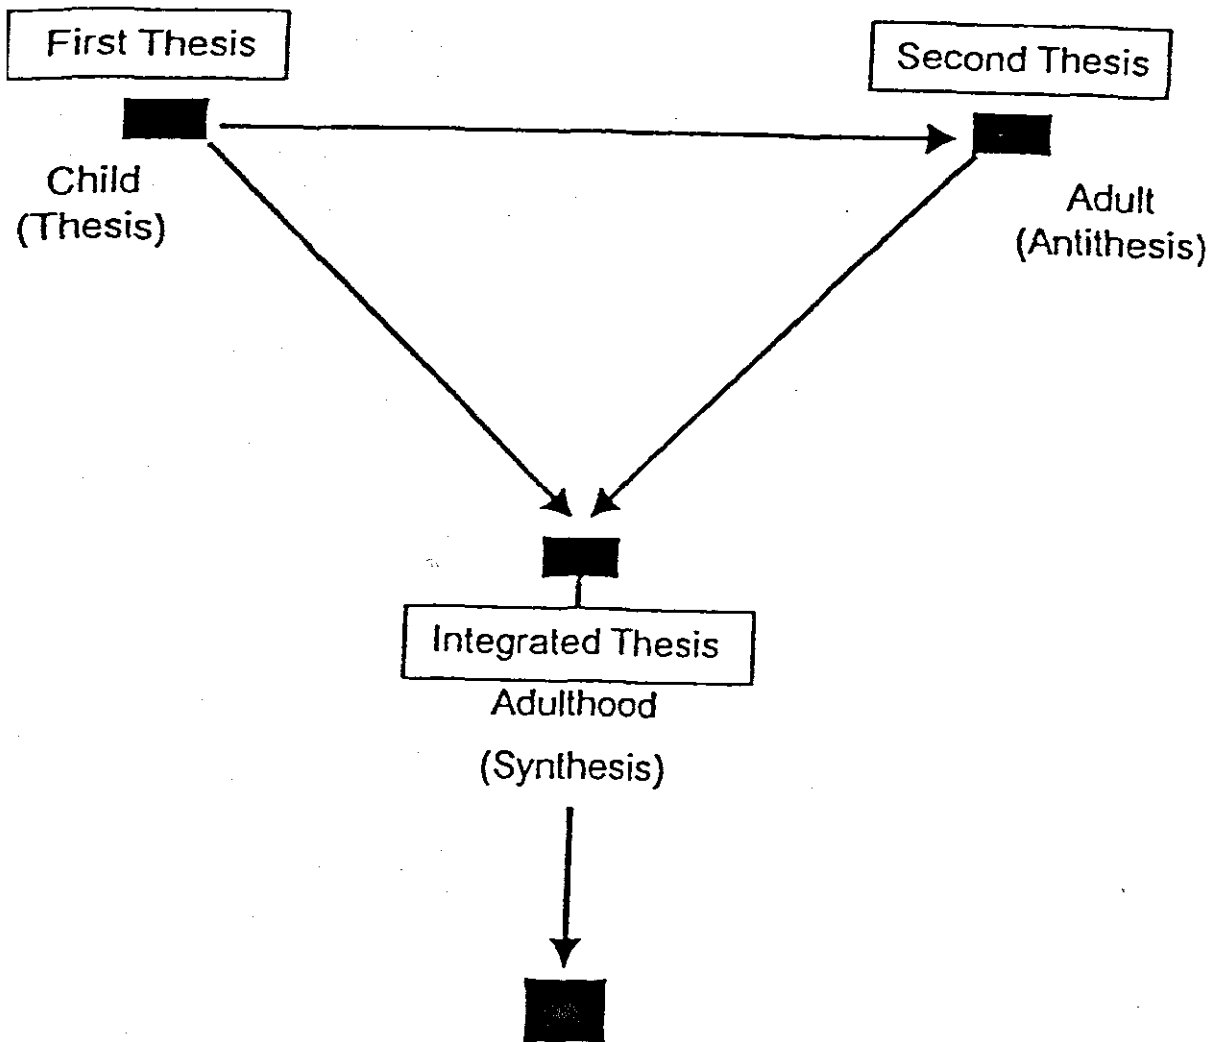 First Thesis
Second Thesis
Child
(Thesis)
Adult
(Antithesis)
Integrated Thesis
Adulthood
(Synthesis)